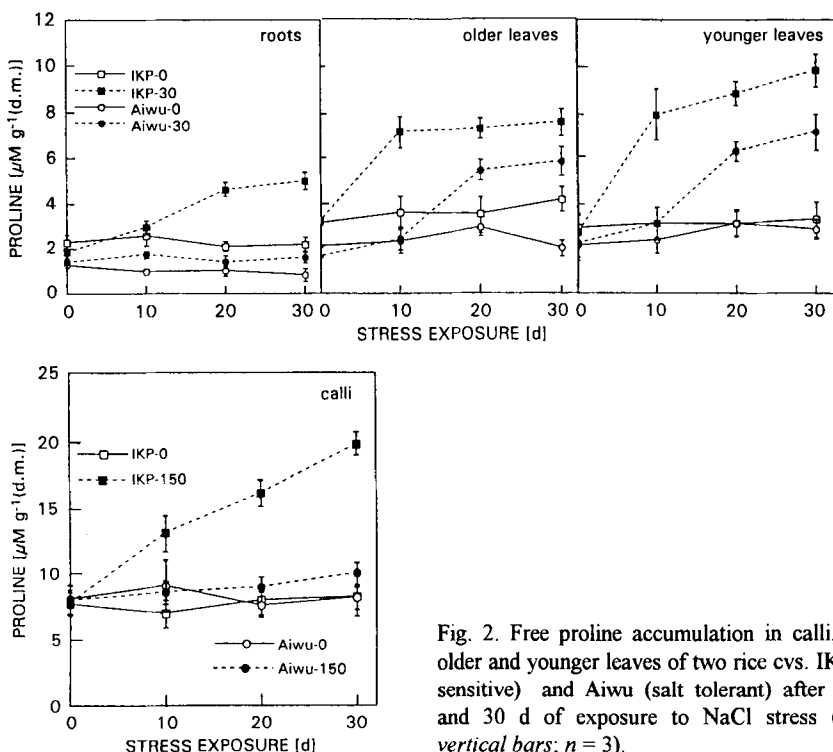 roots
older leaves
younger leaves
12
10
8
6
4
2
0
PROLINE [µM g⁻¹(d.m.)]
IKP-0
IKP-30
Aiwu-0
Aiwu-30
0 10 20 30
0 10 20 30
0 10 20 30
STRESS EXPOSURE [d]
STRESS EXPOSURE [d]
calli
25
20
15
10
5
0
PROLINE [µM g⁻¹(d.m.)]
IKP-0
IKP-150
Aiwu-0
Aiwu-150
0 10 20 30
STRESS EXPOSURE [d]
Fig. 2. Free proline accumulation in calli,
older and younger leaves of two rice cvs. IK
sensitive) and Aiwu (salt tolerant) after
and 30 d of exposure to NaCl stress (
vertical bars; n = 3).